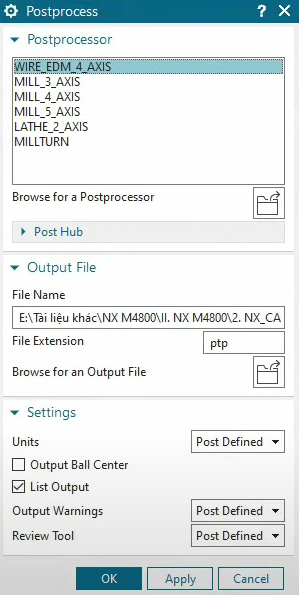 Postprocess
? X
Postprocessor
WIRE_EDM_4_AXIS
MILL_3_AXIS
MILL_4_AXIS
MILL_5_AXIS
LATHE_2_AXIS
MILLTURN
Browse for a Postprocessor
Post Hub
Output File
File Name
E:\Tài liệu khác\NX M4800\II. NX M4800\2. NX_CA
File Extension
ptp
Browse for an Output File
Settings
Units
Post Defined
Output Ball Center
List Output
Output Warnings
Post Defined
Review Tool
Post Defined
OK
Apply
Cancel